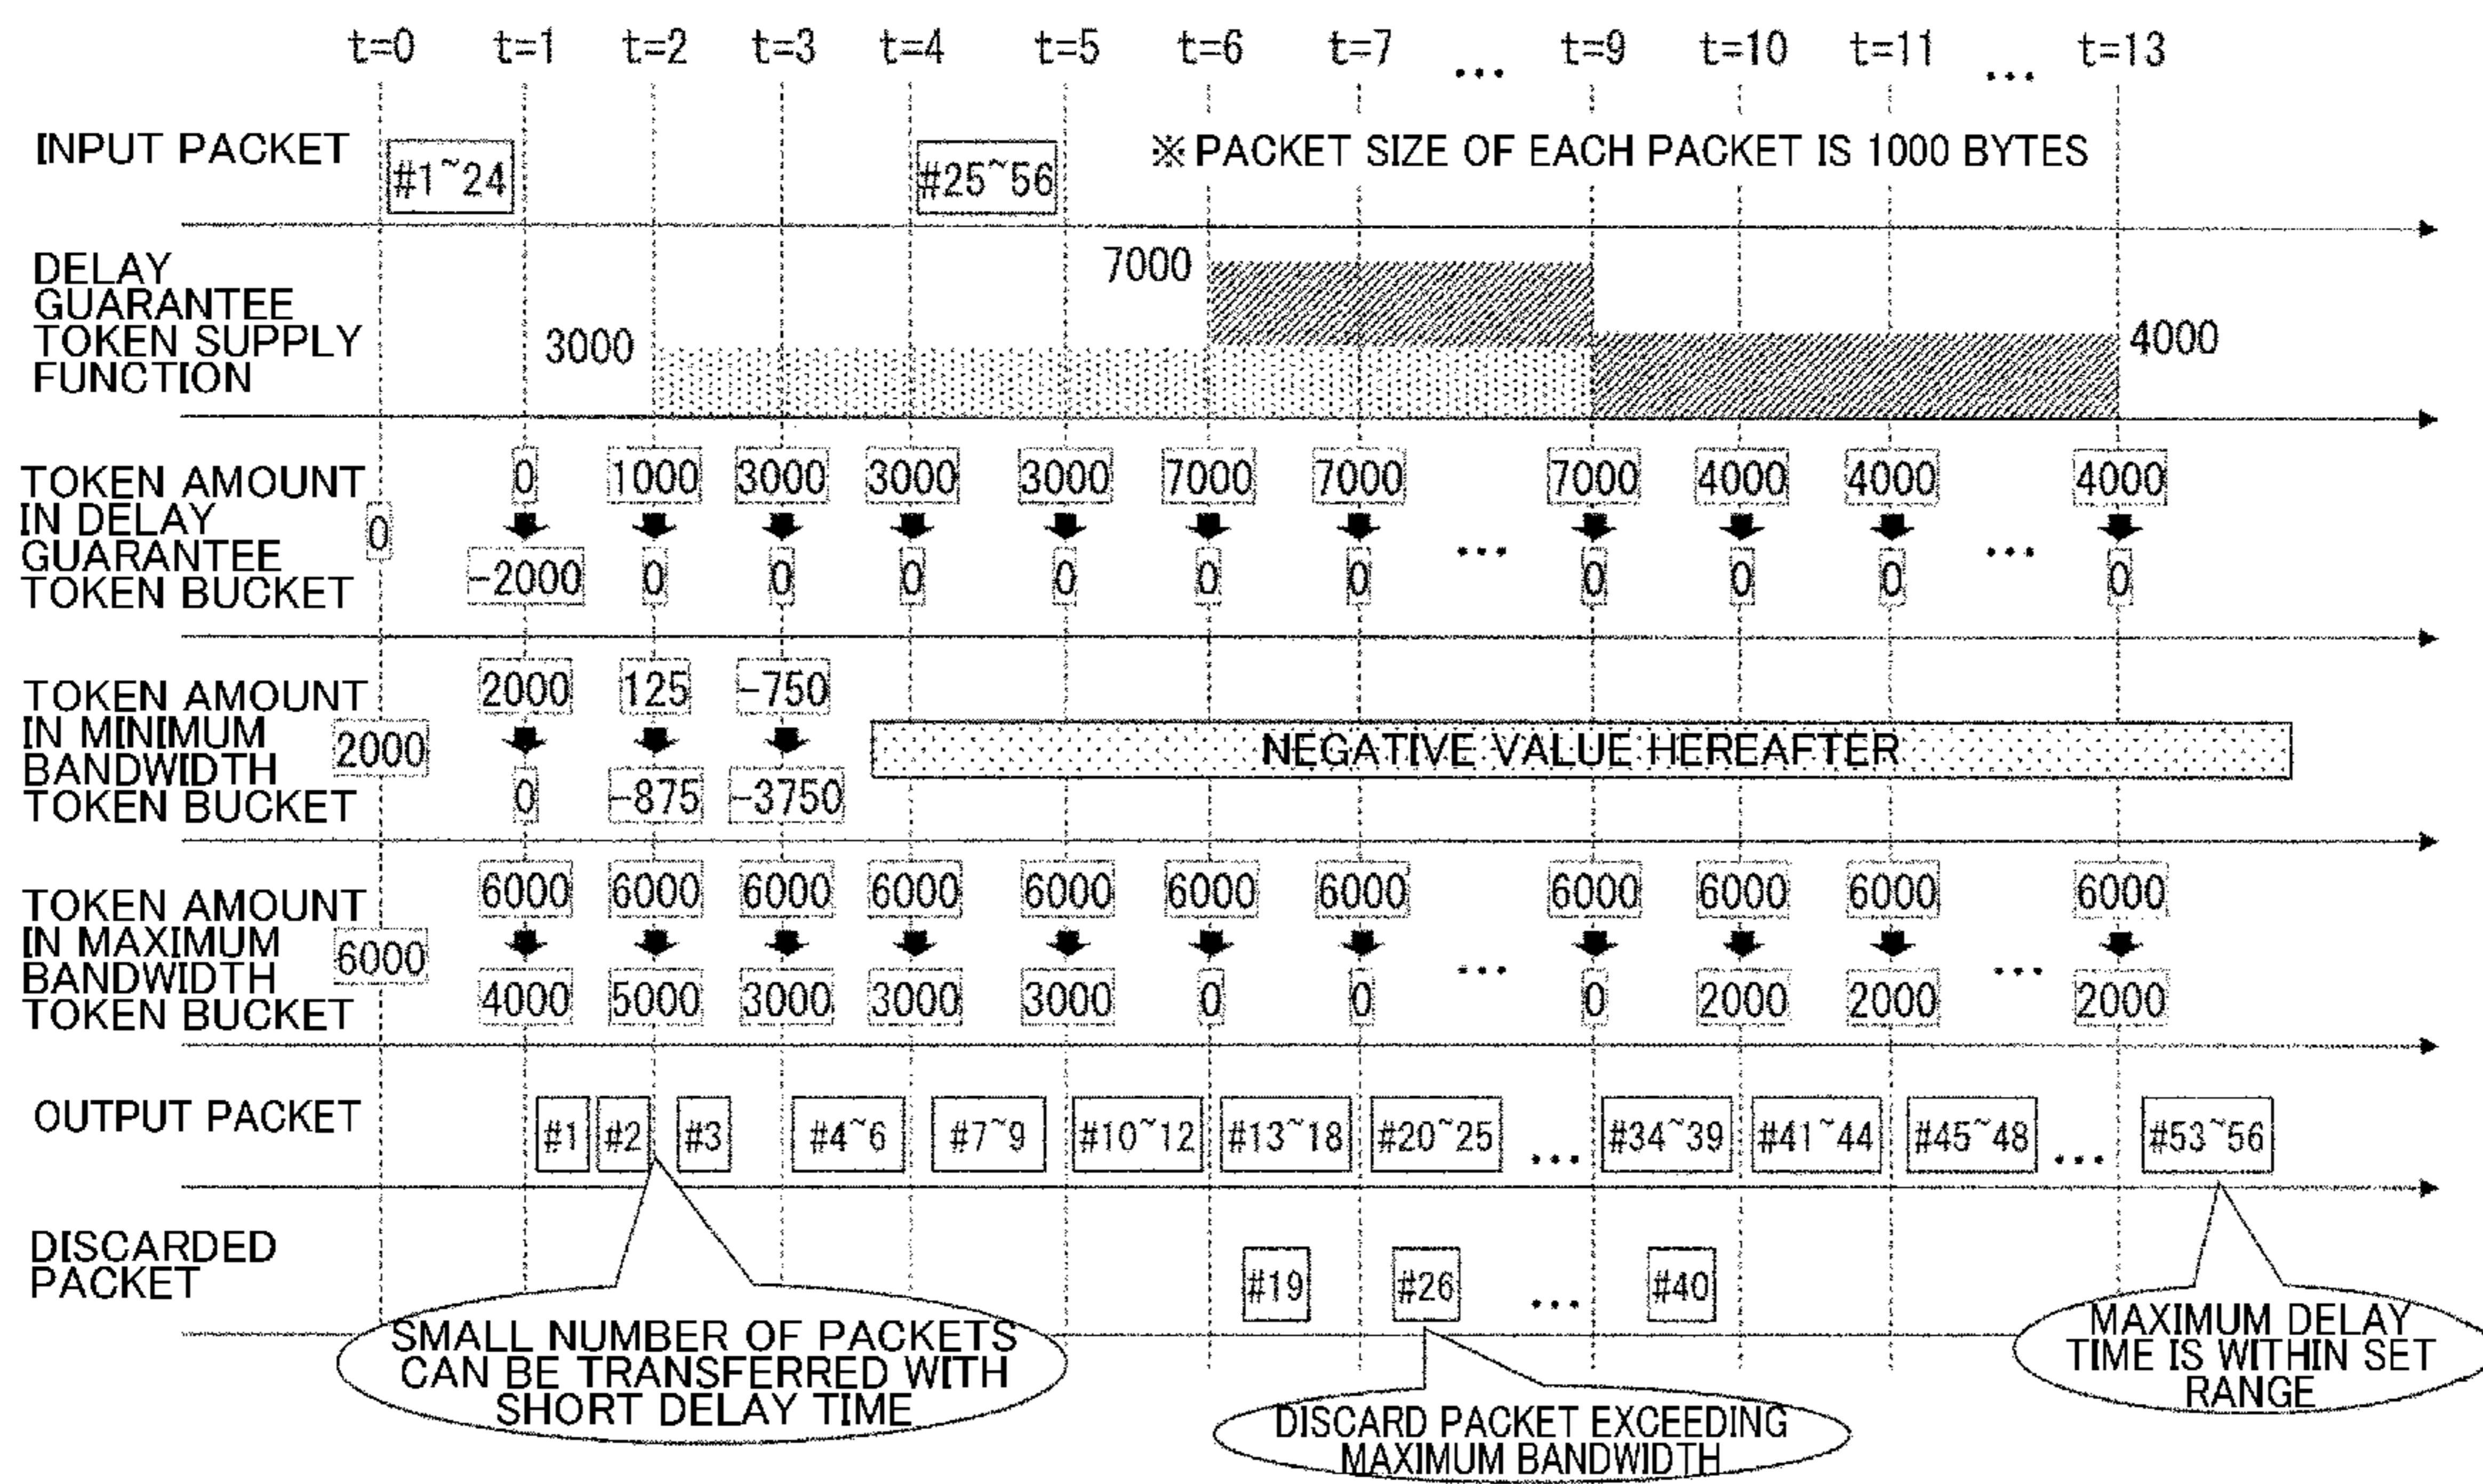 t=0 t=1 t=2 t=3 t=4 t=5 t=6 t=7 ... t=9 t=10 t=11 ... t=13
INPUT PACKET
#1~24 #25~56 ※ PACKET SIZE OF EACH PACKET IS 1000 BYTES
DELAY
GUARANTEE
TOKEN SUPPLY
FUNCTION
3000 7000 4000
TOKEN AMOUNT
IN DELAY
GUARANTEE
TOKEN BUCKET
0 1000 3000 3000 3000 7000 7000 7000 4000 4000 4000
0 ... ...
-2000 0 0 0 0 0 0 0 0 0 0
TOKEN AMOUNT
IN MINIMUM
BANDWIDTH
TOKEN BUCKET
2000 125 -750
2000 NEGATIVE VALUE HEREAFTER
0 -875 -3750
TOKEN AMOUNT
IN MAXIMUM
BANDWIDTH
TOKEN BUCKET
6000 6000 6000 6000 6000 6000 6000 6000 6000 6000 6000
6000 ... ...
4000 5000 3000 3000 3000 0 0 0 2000 2000 2000
OUTPUT PACKET
#1 #2 #3 #4~6 #7~9 #10~12 #13~18 #20~25 ... #34~39 #41~44 #45~48 ... #53~56
DISCARDED
PACKET
#19 #26 ... #40
SMALL NUMBER OF PACKETS
CAN BE TRANSFERRED WITH
SHORT DELAY TIME
DISCARD PACKET EXCEEDING
MAXIMUM BANDWIDTH
MAXIMUM DELAY
TIME IS WITHIN SET
RANGE